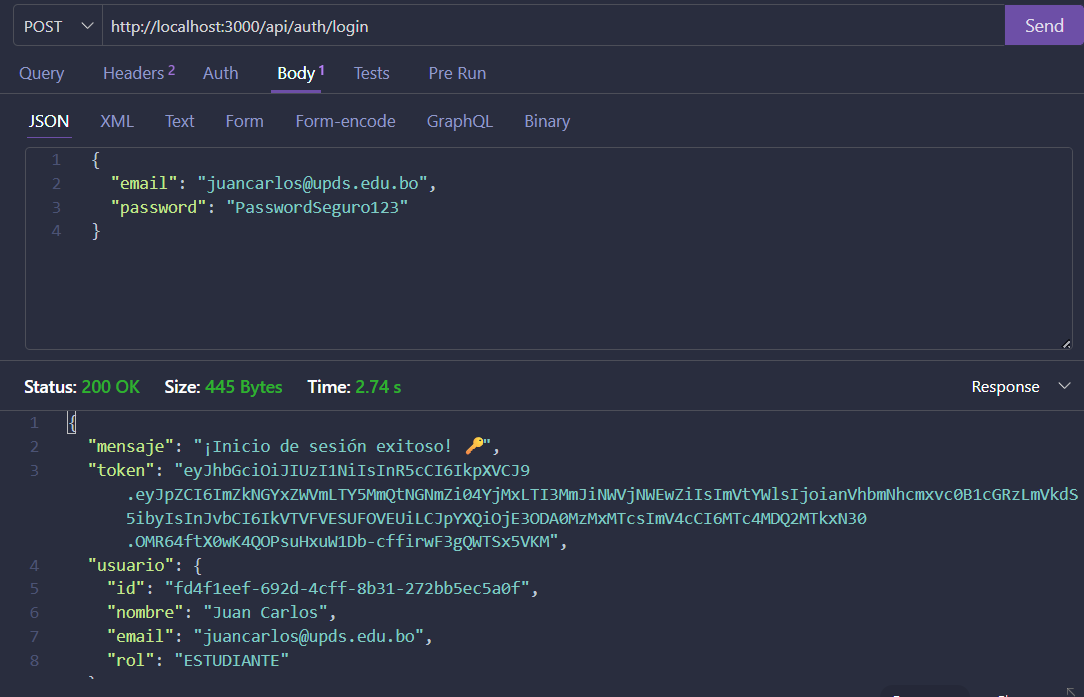 POST http://localhost:3000/api/auth/login Send
Query Headers 2 Auth Body 1 Tests Pre Run
JSON XML Text Form Form-encode GraphQL Binary
1 {
2 "email": "juancarlos@upds.edu.bo",
3 "password": "PasswordSeguro123"
4 }
Status: 200 OK Size: 445 Bytes Time: 2.74 s Response
1 {
2 "mensaje": "¡Inicio de sesión exitoso! 🔑",
3 "token": "eyJhbGciOiJIUzI1NiIsInR5cCI6IkpXVCJ9
.eyJpZCI6ImZkNGYxZWVmLTY5MmQtNGNmZi04YjMxLTI3MmJiNWVjNWEwZiIsImVtYWlsIjoianVhbmNhcmxvc0B1cGRzLmVkdS
5ibyIsInJvbCI6IkVTVFVESUFOVEUiLCJpYXQiOjE3ODA0MzMxMTcsImV4cCI6MTc4MDQ2MTkxN30
.OMR64ftX0wK4QOPsuHxuW1Db-cffirwF3gQWTSx5VKM",
4 "usuario": {
5 "id": "fd4f1eef-692d-4cff-8b31-272bb5ec5a0f",
6 "nombre": "Juan Carlos",
7 "email": "juancarlos@upds.edu.bo",
8 "rol": "ESTUDIANTE"